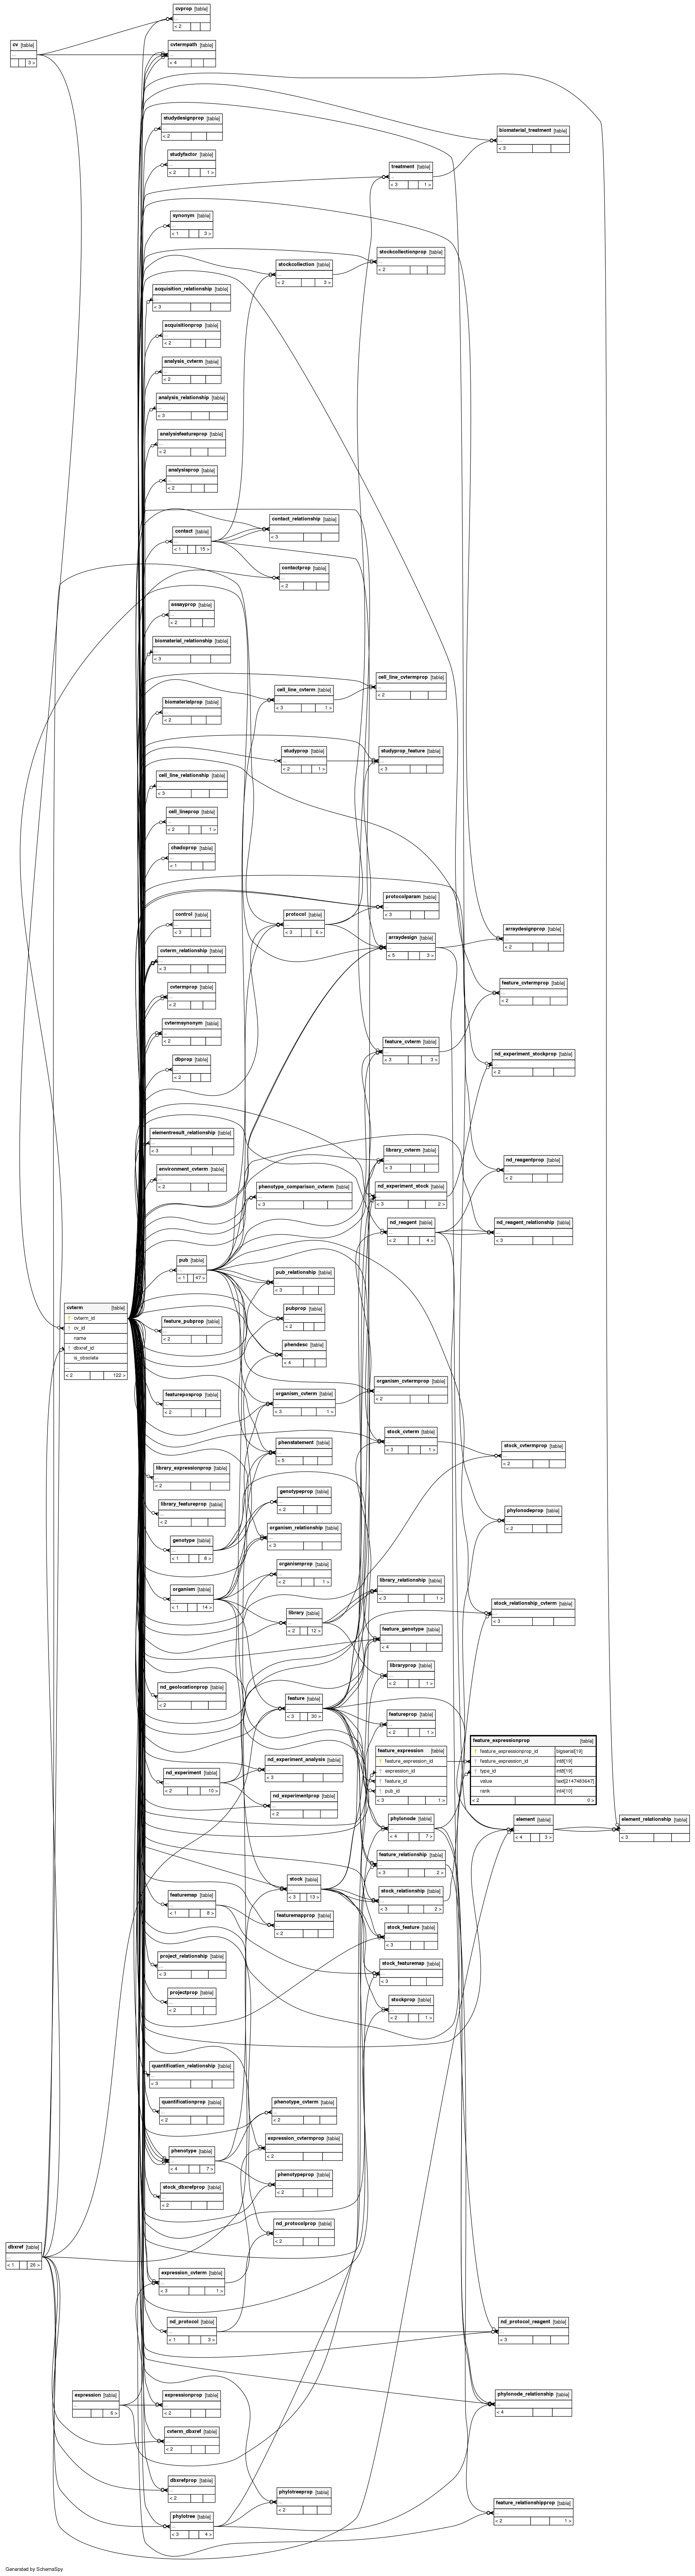 cvprop [table]
...
< 2
cv [table]
...
3 >
cvtermpath [table]
...
< 4
studydesignprop [table]
...
< 2
biomaterial_treatment [table]
...
< 3
studyfactor [table]
...
< 2 1 >
treatment [table]
...
< 3 1 >
synonym [table]
...
< 1 3 >
stockcollectionprop [table]
...
< 2
stockcollection [table]
...
< 2 3 >
acquisition_relationship [table]
...
< 3
acquisitionprop [table]
...
< 2
analysis_cvterm [table]
...
< 2
analysis_relationship [table]
...
< 3
analysisfeatureprop [table]
...
< 2
analysisprop [table]
...
< 2
contact_relationship [table]
...
< 3
contact [table]
...
< 1 15 >
contactprop [table]
...
< 2
assayprop [table]
...
< 2
biomaterial_relationship [table]
...
< 3
cell_line_cvtermprop [table]
...
< 2
cell_line_cvterm [table]
...
< 3 1 >
biomaterialprop [table]
...
< 2
studyprop [table]
...
< 2 1 >
studyprop_feature [table]
...
< 3
cell_line_relationship [table]
...
< 3
cell_lineprop [table]
...
< 2 1 >
chadoprop [table]
...
< 1
protocolparam [table]
...
< 3
control [table]
...
< 3
protocol [table]
...
< 3 6 >
arraydesignprop [table]
...
< 2
arraydesign [table]
...
< 5 3 >
cvterm_relationship [table]
...
< 3
cvtermprop [table]
...
< 2
feature_cvtermprop [table]
...
< 2
cvtermsynonym [table]
...
< 2
feature_cvterm [table]
...
< 3 3 >
nd_experiment_stockprop [table]
...
< 2
dbprop [table]
...
< 2
elementresult_relationship [table]
...
< 3
library_cvterm [table]
...
< 3
nd_reagentprop [table]
...
< 2
environment_cvterm [table]
...
< 2
phenotype_comparison_cvterm [table]
...
< 3
nd_experiment_stock [table]
...
< 3 2 >
nd_reagent [table]
...
< 2 4 >
nd_reagent_relationship [table]
...
< 3
pub [table]
...
< 1 47 >
pub_relationship [table]
...
< 3
cvterm [table]
cvterm_id
cv_id
name
dbxref_id
is_obsolete
...
< 2 122 >
feature_pubprop [table]
...
< 2
pubprop [table]
...
< 2
phendesc [table]
...
< 4
organism_cvtermprop [table]
...
< 2
featureposprop [table]
...
< 2
organism_cvterm [table]
...
< 3 1 >
stock_cvterm [table]
...
< 3 1 >
phenstatement [table]
...
< 5
stock_cvtermprop [table]
...
< 2
library_expressionprop [table]
...
< 2
library_featureprop [table]
...
< 2
genotypeprop [table]
...
< 2
phylonodeprop [table]
...
< 2
genotype [table]
...
< 1 8 >
organism_relationship [table]
...
< 3
organismprop [table]
...
< 2 1 >
organism [table]
...
< 1 14 >
library_relationship [table]
...
< 3 1 >
stock_relationship_cvterm [table]
...
< 3
library [table]
...
< 2 12 >
feature_genotype [table]
...
< 4
libraryprop [table]
...
< 2 1 >
nd_geolocationprop [table]
...
< 2
feature [table]
...
< 3 30 >
featureprop [table]
...
< 2 1 >
feature_expression [table]
feature_expression_id
expression_id
feature_id
pub_id
< 3 1 >
feature_expressionprop [table]
feature_expressionprop_id bigserial[19]
feature_expression_id int8[19]
type_id int8[19]
value text[2147483647]
rank int4[10]
< 2 0 >
nd_experiment_analysis [table]
...
< 3
nd_experiment [table]
...
< 2 10 >
nd_experimentprop [table]
...
< 2
phylonode [table]
...
< 4 7 >
element [table]
...
< 4 3 >
element_relationship [table]
...
< 3
feature_relationship [table]
...
< 3 2 >
stock [table]
...
< 3 13 >
stock_relationship [table]
...
< 3 2 >
featuremap [table]
...
< 1 8 >
featuremapprop [table]
...
< 2
stock_feature [table]
...
< 3
project_relationship [table]
...
< 3
stock_featuremap [table]
...
< 3
projectprop [table]
...
< 2
stockprop [table]
...
< 2 1 >
quantification_relationship [table]
...
< 3
quantificationprop [table]
...
< 2
phenotype_cvterm [table]
...
< 2
expression_cvtermprop [table]
...
< 2
phenotype [table]
...
< 4 7 >
phenotypeprop [table]
...
< 2
stock_dbxrefprop [table]
...
< 2
nd_protocolprop [table]
...
< 2
dbxref [table]
...
< 1 26 >
expression_cvterm [table]
...
< 3 1 >
nd_protocol [table]
...
< 1 3 >
nd_protocol_reagent [table]
...
< 3
expression [table]
...
6 >
expressionprop [table]
...
< 2
phylonode_relationship [table]
...
< 4
cvterm_dbxref [table]
...
< 2
dbxrefprop [table]
...
< 2
phylotreeprop [table]
...
< 2
phylotree [table]
...
< 3 4 >
feature_relationshipprop [table]
...
< 2 1 >
Generated by SchemaSpy